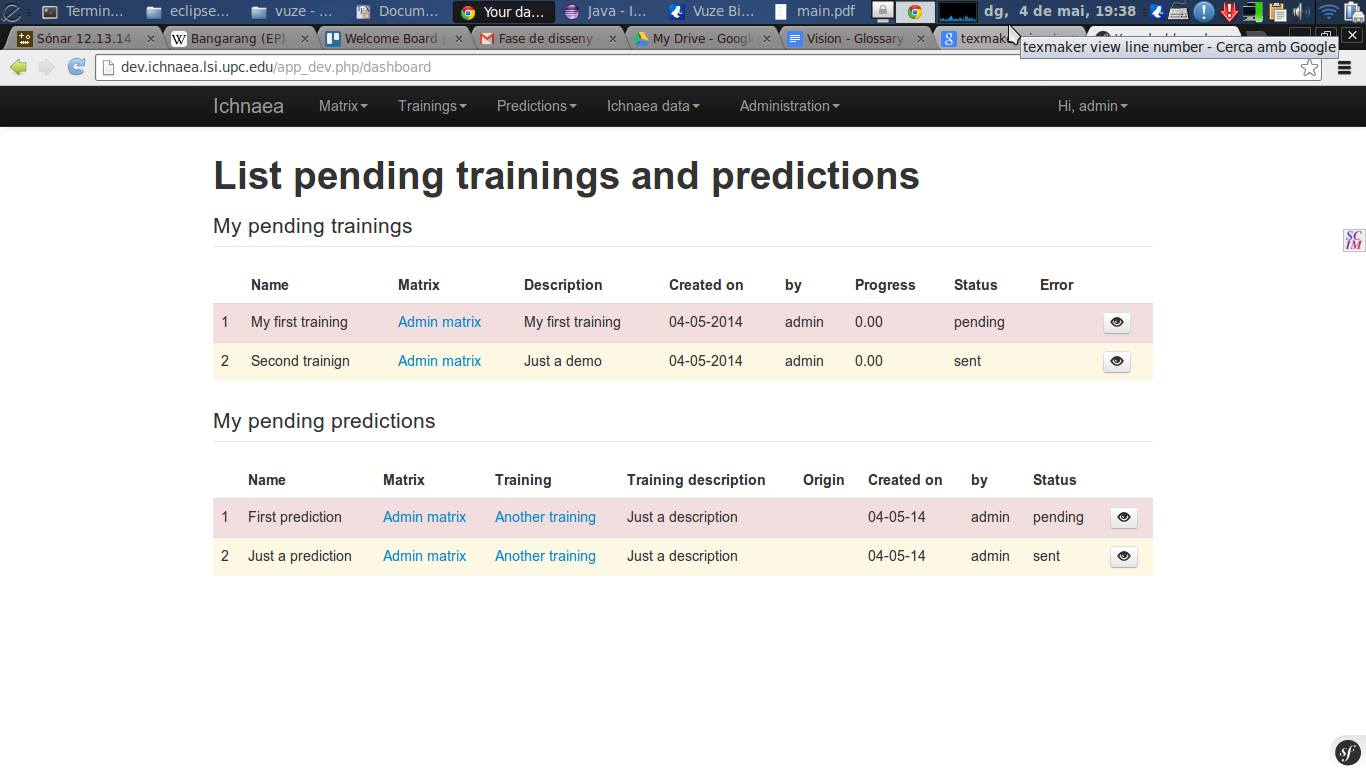 Termin... eclipse... vuze - ... Docum... Your da... Java - I... Vuze Bi... main.pdf dg, 4 de mai, 19:38
Sónar 12.13.14 Bangarang (EP) Welcome Board Fase de disseny My Drive - Googl Vision - Glossary texmak
texmaker view line number - Cerca amb Google
dev.ichnaea.lsi.upc.edu/app_dev.php/dashboard
Ichnaea Matrix Trainings Predictions Ichnaea data Administration Hi, admin
List pending trainings and predictions
My pending trainings
Name Matrix Description Created on by Progress Status Error
1 My first training Admin matrix My first training 04-05-2014 admin 0.00 pending
2 Second trainign Admin matrix Just a demo 04-05-2014 admin 0.00 sent
My pending predictions
Name Matrix Training Training description Origin Created on by Status
1 First prediction Admin matrix Another training Just a description 04-05-14 admin pending
2 Just a prediction Admin matrix Another training Just a description 04-05-14 admin sent
SC
IM
sf